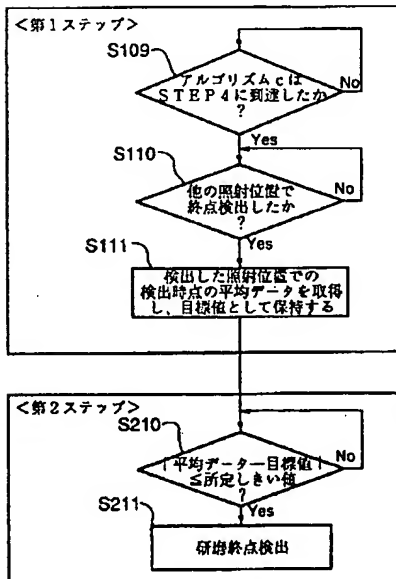 <第1ステップ>
S109
アルゴリズムcは
STEP4に到達したか
?
No
Yes
S110
他の照射位置で
終点検出したか
?
No
Yes
S111
検出した照射位置での
検出時点の平均データを取得
し、目標値として保持する
<第2ステップ>
S210
|平均データ−目標値|
≦所定しきい値
?
No
Yes
S211
研磨終点検出